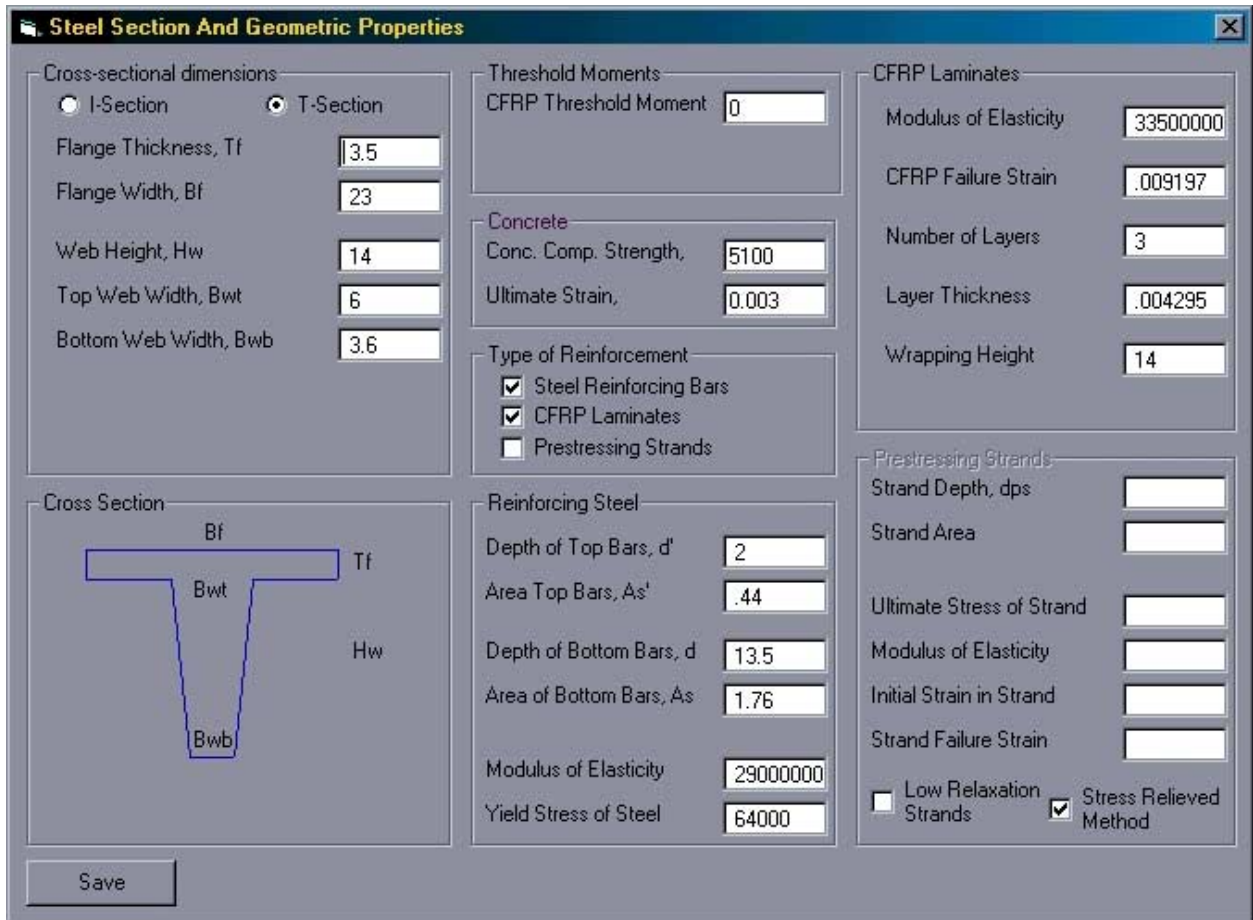 Steel Section And Geometric Properties
Cross-sectional dimensions
I-Section
T-Section
Flange Thickness, Tf
3.5
Flange Width, Bf
23
Web Height, Hw
14
Top Web Width, Bwt
6
Bottom Web Width, Bwb
3.6
Cross Section
Bf
Tf
Bwt
Hw
Bwb
Save
Threshold Moments
CFRP Threshold Moment
0
Concrete
Conc. Comp. Strength,
5100
Ultimate Strain,
0.003
Type of Reinforcement
Steel Reinforcing Bars
CFRP Laminates
Prestressing Strands
Reinforcing Steel
Depth of Top Bars, d'
2
Area Top Bars, As'
.44
Depth of Bottom Bars, d
13.5
Area of Bottom Bars, As
1.76
Modulus of Elasticity
29000000
Yield Stress of Steel
64000
CFRP Laminates
Modulus of Elasticity
33500000
CFRP Failure Strain
.009197
Number of Layers
3
Layer Thickness
.004295
Wrapping Height
14
Prestressing Strands
Strand Depth, dps
Strand Area
Ultimate Stress of Strand
Modulus of Elasticity
Initial Strain in Strand
Strand Failure Strain
Low Relaxation
Strands
Stress Relieved
Method